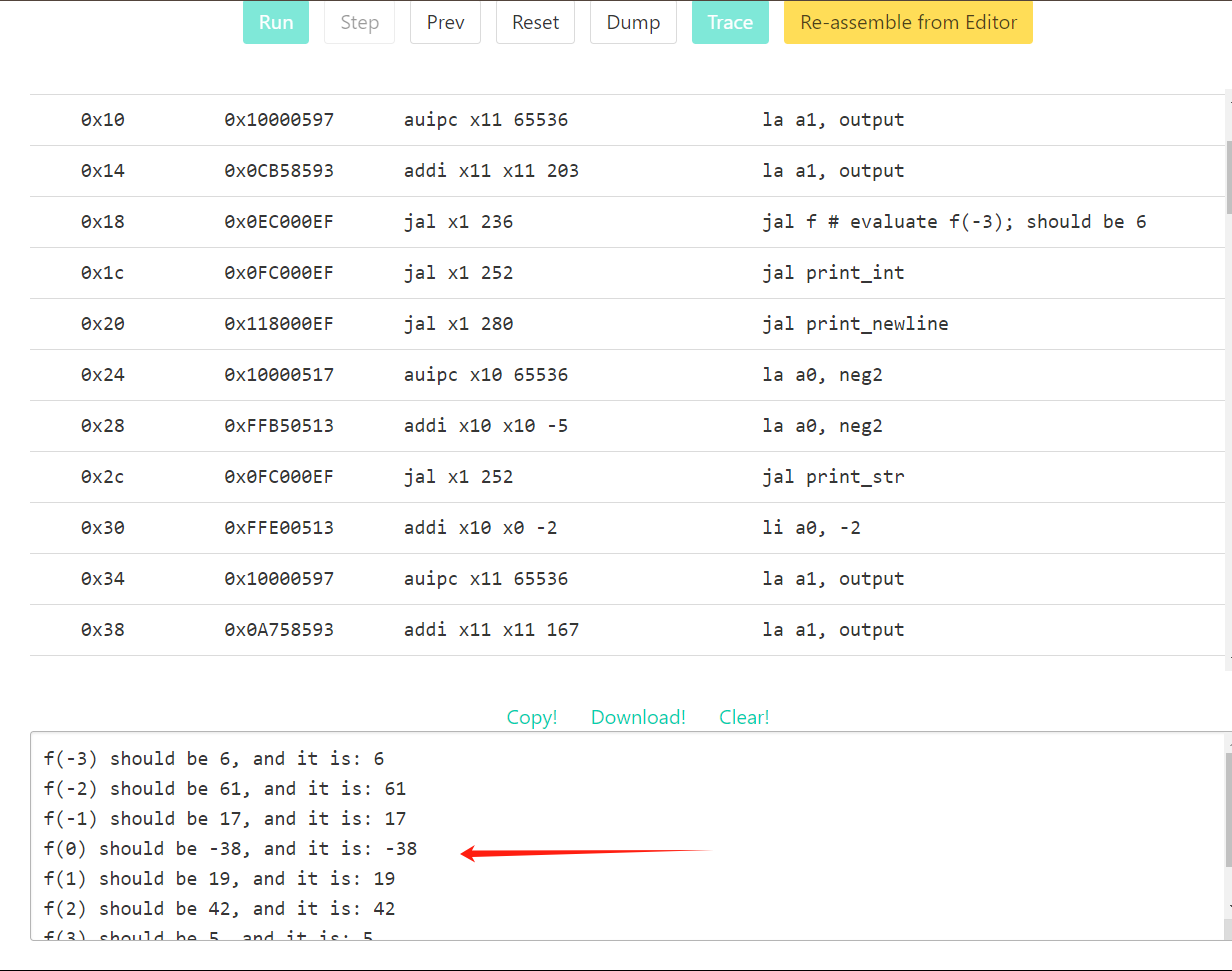 Run Step Prev Reset Dump Trace Re-assemble from Editor
0x10 0x10000597 auipc x11 65536 la a1, output
0x14 0x0CB58593 addi x11 x11 203 la a1, output
0x18 0x0EC000EF jal x1 236 jal f # evaluate f(-3); should be 6
0x1c 0x0FC000EF jal x1 252 jal print_int
0x20 0x118000EF jal x1 280 jal print_newline
0x24 0x10000517 auipc x10 65536 la a0, neg2
0x28 0xFFB50513 addi x10 x10 -5 la a0, neg2
0x2c 0x0FC000EF jal x1 252 jal print_str
0x30 0xFFE00513 addi x10 x0 -2 li a0, -2
0x34 0x10000597 auipc x11 65536 la a1, output
0x38 0x0A758593 addi x11 x11 167 la a1, output
Copy! Download! Clear!
f(-3) should be 6, and it is: 6
f(-2) should be 61, and it is: 61
f(-1) should be 17, and it is: 17
f(0) should be -38, and it is: -38
f(1) should be 19, and it is: 19
f(2) should be 42, and it is: 42
f(3) should be 5, and it is: 5